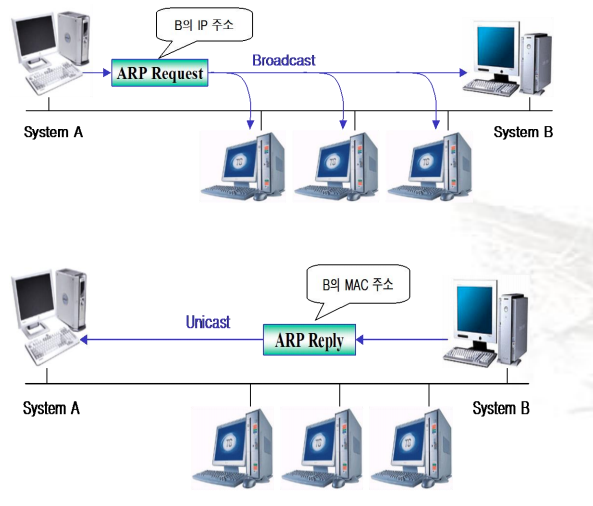 B의 IP 주소
ARP Request
Broadcast
System A
System B
B의 MAC 주소
Unicast
ARP Reply
System A
System B